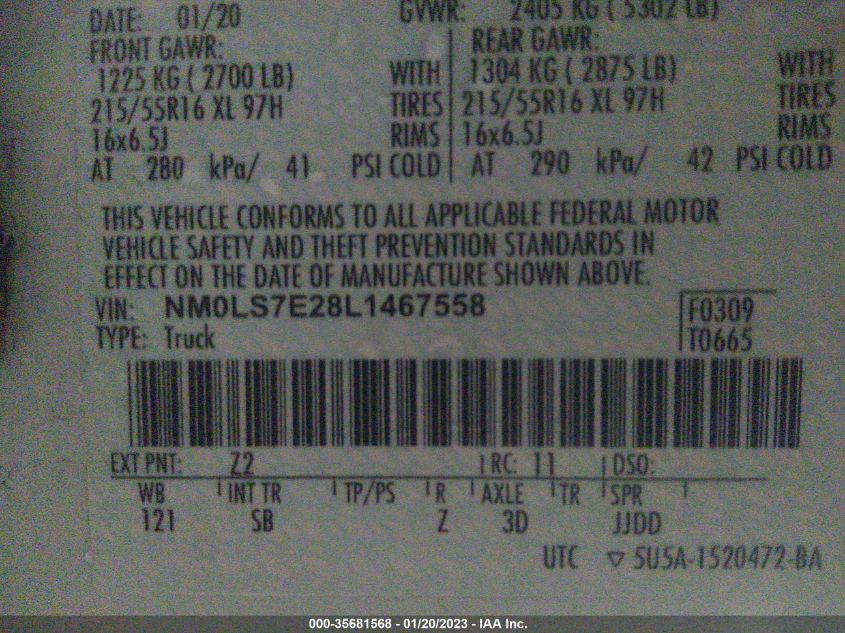 DATE: 01/20 GVWR: 2405 KG ( 5302 LB)
FRONT GAWR: REAR GAWR:
1225 KG ( 2700 LB) WITH 1304 KG ( 2875 LB) WITH
215/55R16 XL 97H TIRES 215/55R16 XL 97H TIRES
16x6.5J RIMS 16x6.5J RIMS
AT 280 kPa/ 41 PSI COLD AT 290 kPa/ 42 PSI COLD
THIS VEHICLE CONFORMS TO ALL APPLICABLE FEDERAL MOTOR
VEHICLE SAFETY AND THEFT PREVENTION STANDARDS IN
EFFECT ON THE DATE OF MANUFACTURE SHOWN ABOVE.
VIN: NM0LS7E28L1467558 F0309
TYPE: Truck T0665
EXT PNT: Z2 RC: 11 DSO:
WB INT TR TP/PS R AXLE TR SPR
121 SB Z 3D JJDD
UTC ▽ 5U5A-1520472-BA
000-35681568 - 01/20/2023 - IAA Inc.